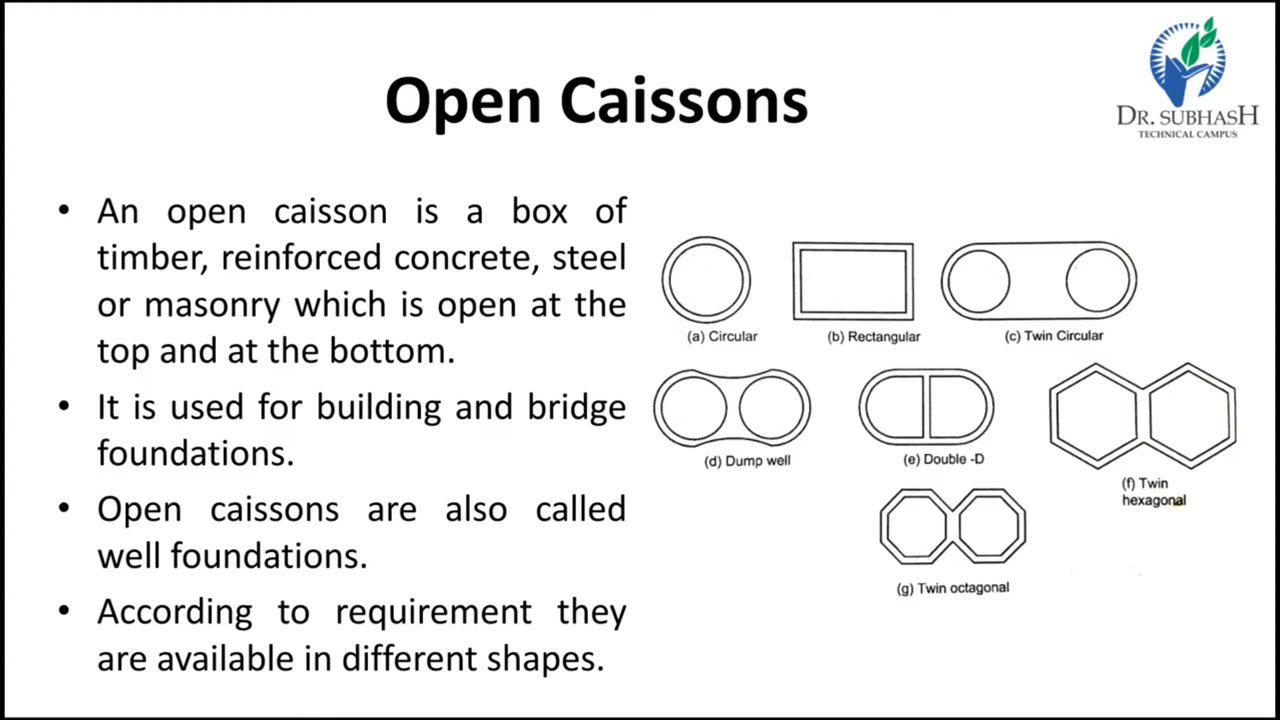 Open Caissons
DR. SUBHASH
TECHNICAL CAMPUS
• An open caisson is a box of
timber, reinforced concrete, steel
or masonry which is open at the
top and at the bottom.
• It is used for building and bridge
foundations.
• Open caissons are also called
well foundations.
• According to requirement they
are available in different shapes.
(a) Circular
(b) Rectangular
(c) Twin Circular
(d) Dump well
(e) Double -D
(f) Twin
hexagonal
(g) Twin octagonal